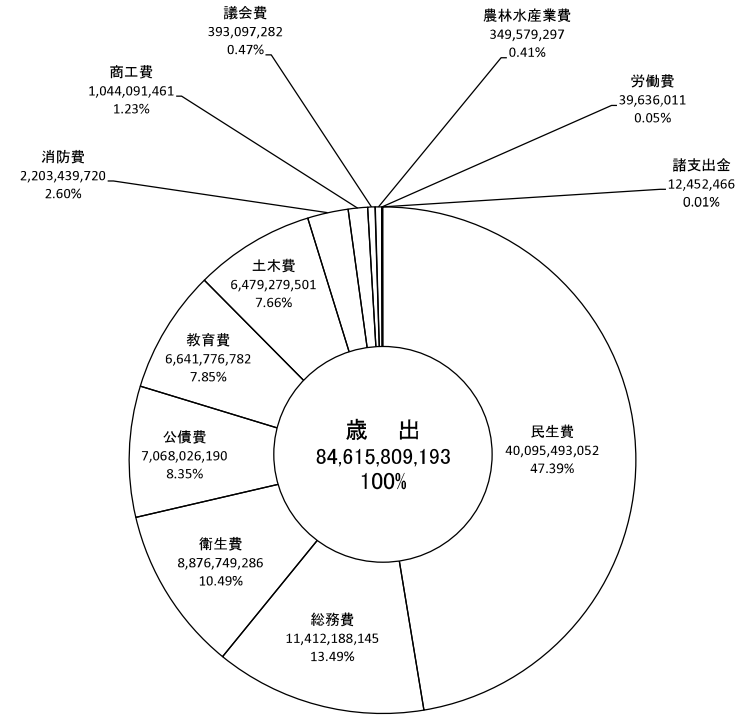 議会費
393,097,282
0.47%
農林水産業費
349,579,297
0.41%
商工費
1,044,091,461
1.23%
労働費
39,636,011
0.05%
消防費
2,203,439,720
2.60%
諸支出金
12,452,466
0.01%
土木費
6,479,279,501
7.66%
教育費
6,641,776,782
7.85%
公債費
7,068,026,190
8.35%
歳 出
84,615,809,193
100%
民生費
40,095,493,052
47.39%
衛生費
8,876,749,286
10.49%
総務費
11,412,188,145
13.49%